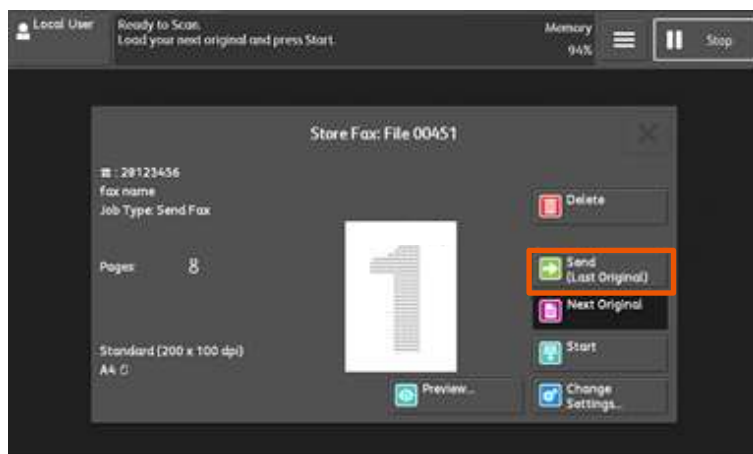 Local User
Ready to Scan.
Load your next original and press Start.
Memory
94%
Stop
Store Fax: File 00451
: 20123456
fax name
Job Type: Send Fax
Pages: 8
Standard (200 x 100 dpi)
A4
1
Delete
Send
(Last Original)
Next Original
Start
Preview...
Change
Settings...